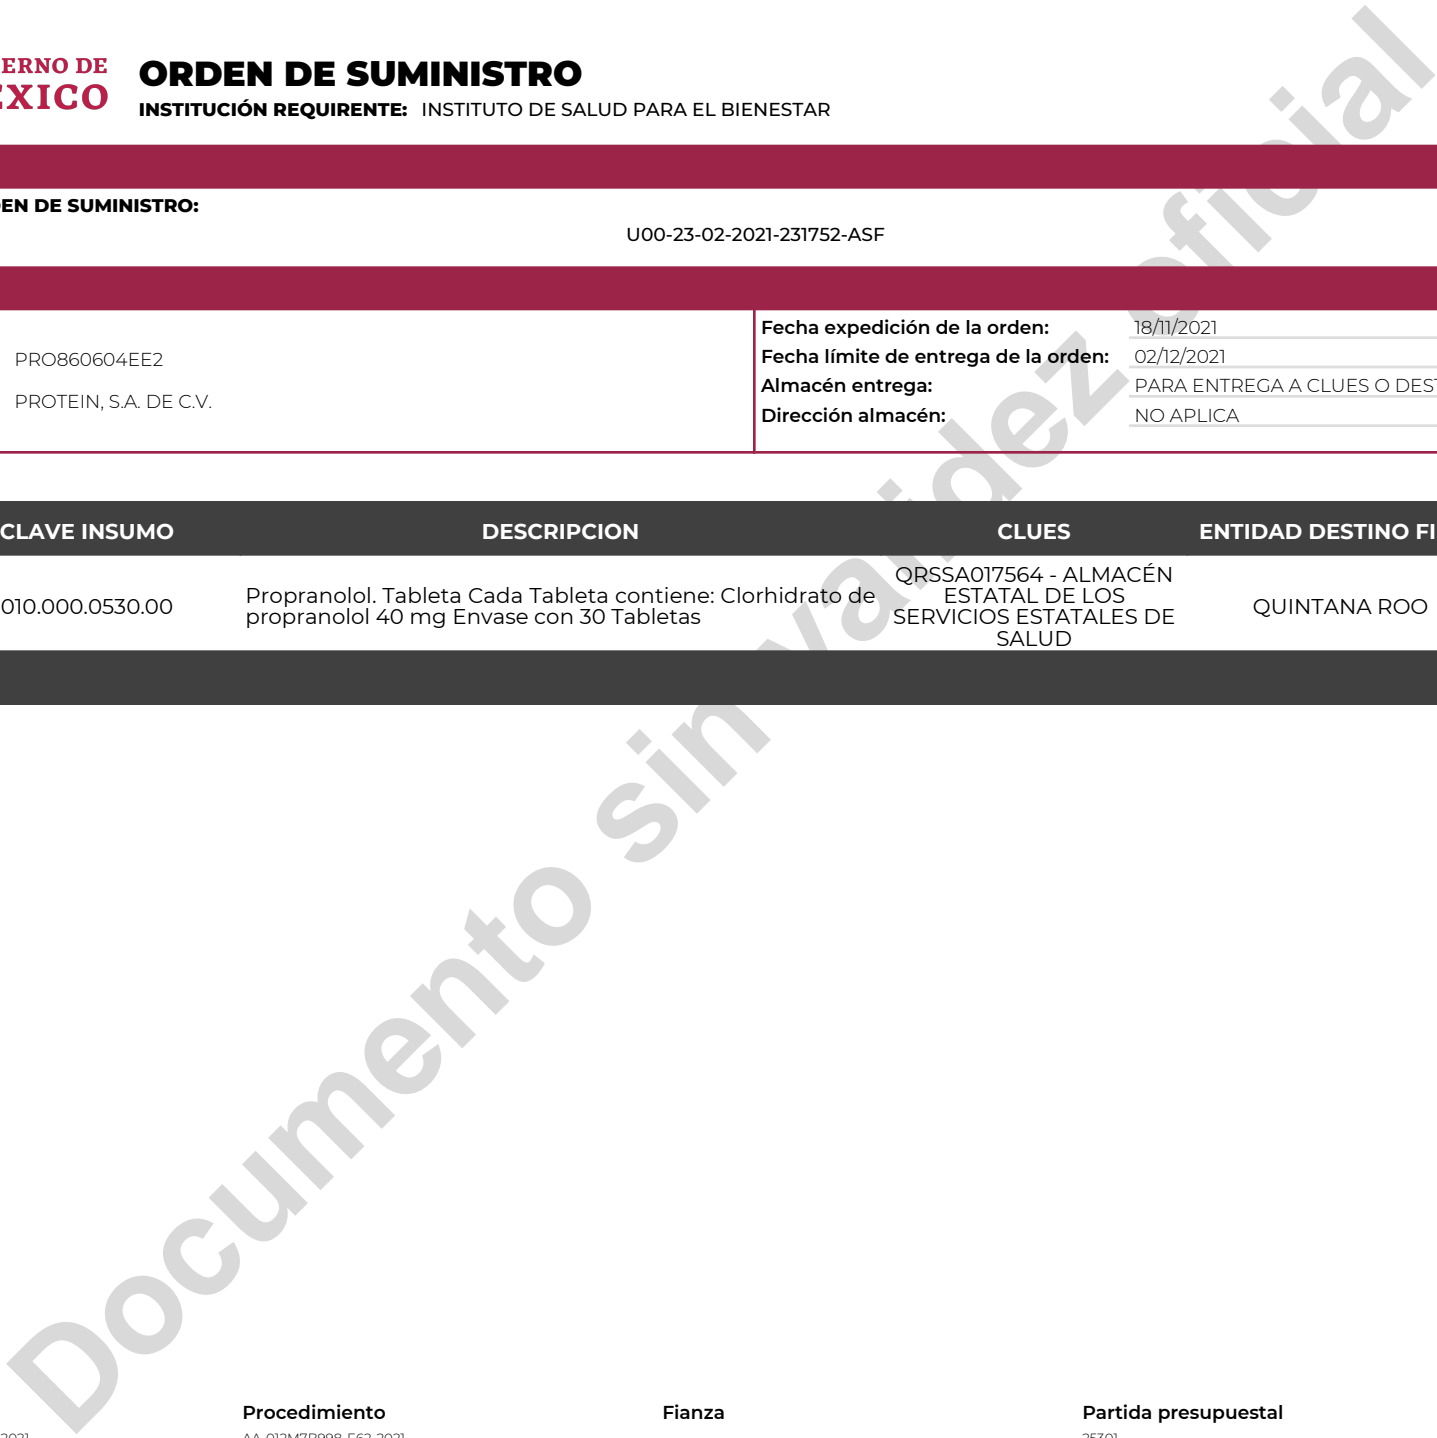 ERNO DE
ÉXICO
ORDEN DE SUMINISTRO
INSTITUCIÓN REQUIRENTE: INSTITUTO DE SALUD PARA EL BIENESTAR
EN DE SUMINISTRO:
U00-23-02-2021-231752-ASF
PRO860604EE2
PROTEIN, S.A. DE C.V.
Fecha expedición de la orden: 18/11/2021
Fecha límite de entrega de la orden: 02/12/2021
Almacén entrega: PARA ENTREGA A CLUES O DEST
Dirección almacén: NO APLICA
CLAVE INSUMO DESCRIPCION CLUES ENTIDAD DESTINO FI
010.000.0530.00
Propranolol. Tableta Cada Tableta contiene: Clorhidrato de
propranolol 40 mg Envase con 30 Tabletas
QRSSA017564 - ALMACÉN
ESTATAL DE LOS
SERVICIOS ESTATALES DE
SALUD
QUINTANA ROO
Documento sin validez oficial
Procedimiento Fianza Partida presupuestal